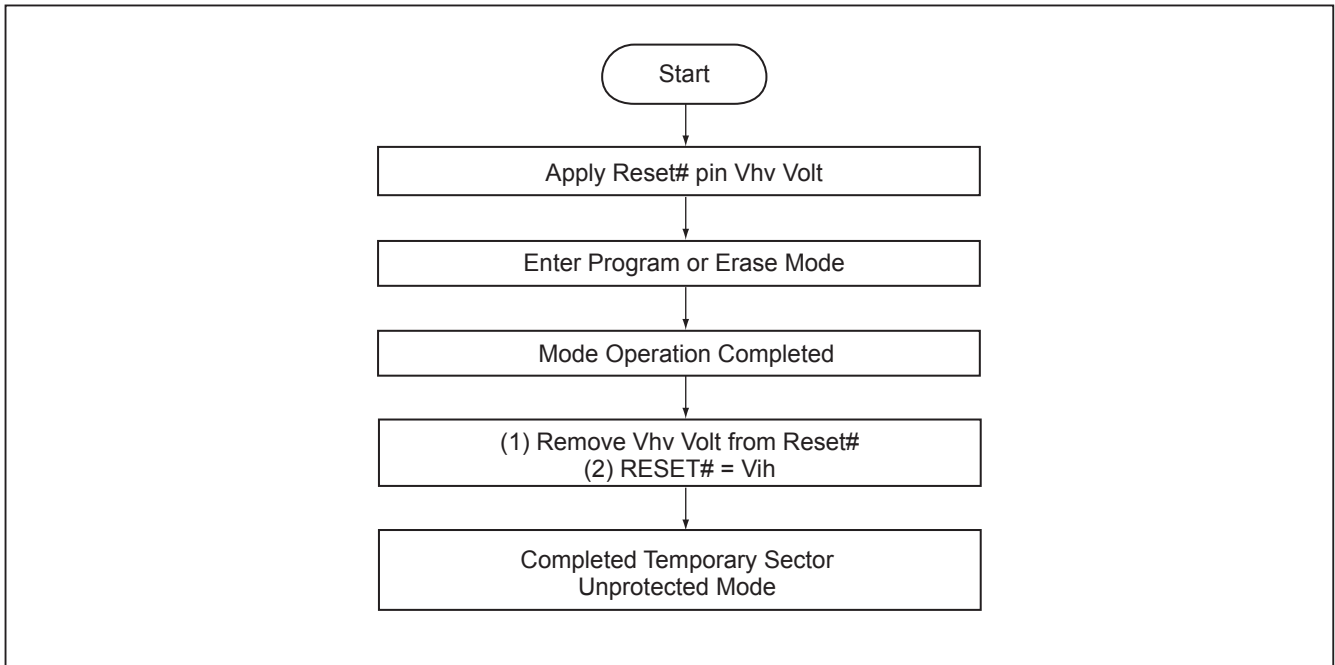 Start
Apply Reset# pin Vhv Volt
Enter Program or Erase Mode
Mode Operation Completed
(1) Remove Vhv Volt from Reset#
(2) RESET# = Vih
Completed Temporary Sector
Unprotected Mode